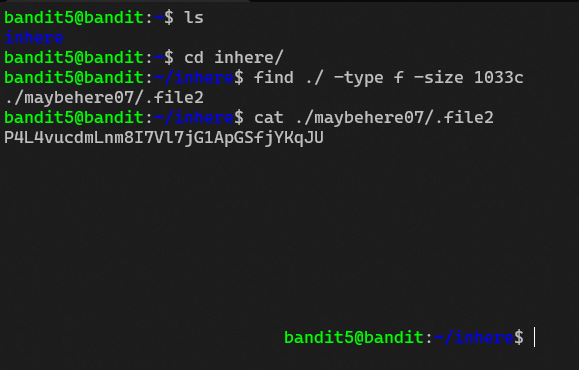 bandit5@bandit:~$ ls
inhere
bandit5@bandit:~$ cd inhere/
bandit5@bandit:~/inhere$ find ./ -type f -size 1033c
./maybehere07/.file2
bandit5@bandit:~/inhere$ cat ./maybehere07/.file2
P4L4vucdmLnm8I7Vl7jG1ApGSfjYKqJU
bandit5@bandit:~/inhere$